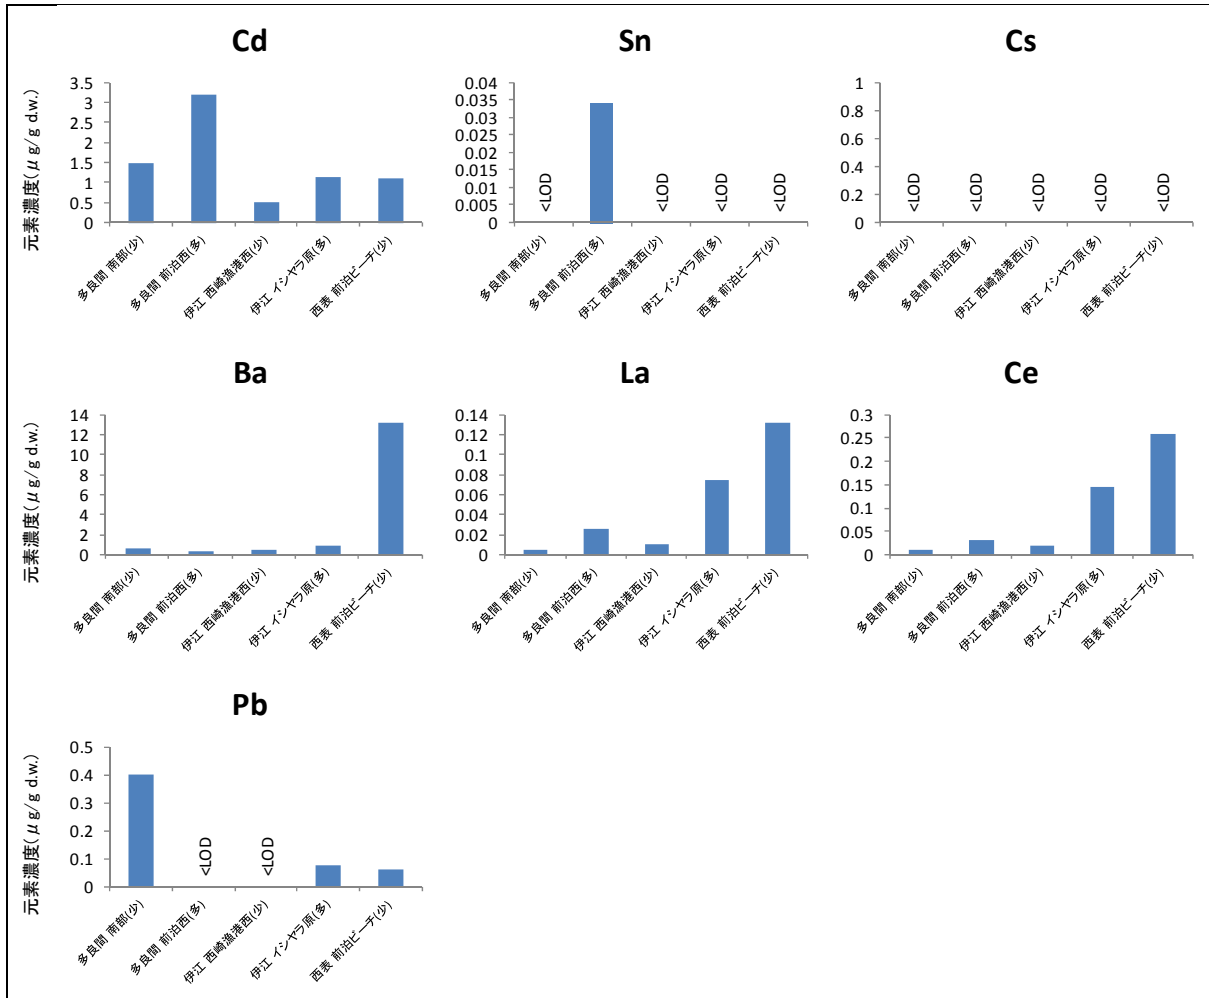 Cd
元素濃度(μg/g d.w.)
3.5
3
2.5
2
1.5
1
0.5
0
多良間 南部(少)
多良間 前泊西(多)
伊江 西崎漁港西(少)
伊江 イシヤラ原(多)
西表 前泊ビーチ(少)
Sn
0.04
0.035
0.03
0.025
0.02
0.015
0.01
0.005
0
<LOD
<LOD
<LOD
<LOD
多良間 南部(少)
多良間 前泊西(多)
伊江 西崎漁港西(少)
伊江 イシヤラ原(多)
西表 前泊ビーチ(少)
Cs
1
0.8
0.6
0.4
0.2
0
<LOD
<LOD
<LOD
<LOD
<LOD
多良間 南部(少)
多良間 前泊西(多)
伊江 西崎漁港西(少)
伊江 イシヤラ原(多)
西表 前泊ビーチ(少)
Ba
元素濃度(μg/g d.w.)
14
12
10
8
6
4
2
0
多良間 南部(少)
多良間 前泊西(多)
伊江 西崎漁港西(少)
伊江 イシヤラ原(多)
西表 前泊ビーチ(少)
La
0.14
0.12
0.1
0.08
0.06
0.04
0.02
0
多良間 南部(少)
多良間 前泊西(多)
伊江 西崎漁港西(少)
伊江 イシヤラ原(多)
西表 前泊ビーチ(少)
Ce
0.3
0.25
0.2
0.15
0.1
0.05
0
多良間 南部(少)
多良間 前泊西(多)
伊江 西崎漁港西(少)
伊江 イシヤラ原(多)
西表 前泊ビーチ(少)
Pb
元素濃度(μg/g d.w.)
0.5
0.4
0.3
0.2
0.1
0
<LOD
<LOD
多良間 南部(少)
多良間 前泊西(多)
伊江 西崎漁港西(少)
伊江 イシヤラ原(多)
西表 前泊ビーチ(少)